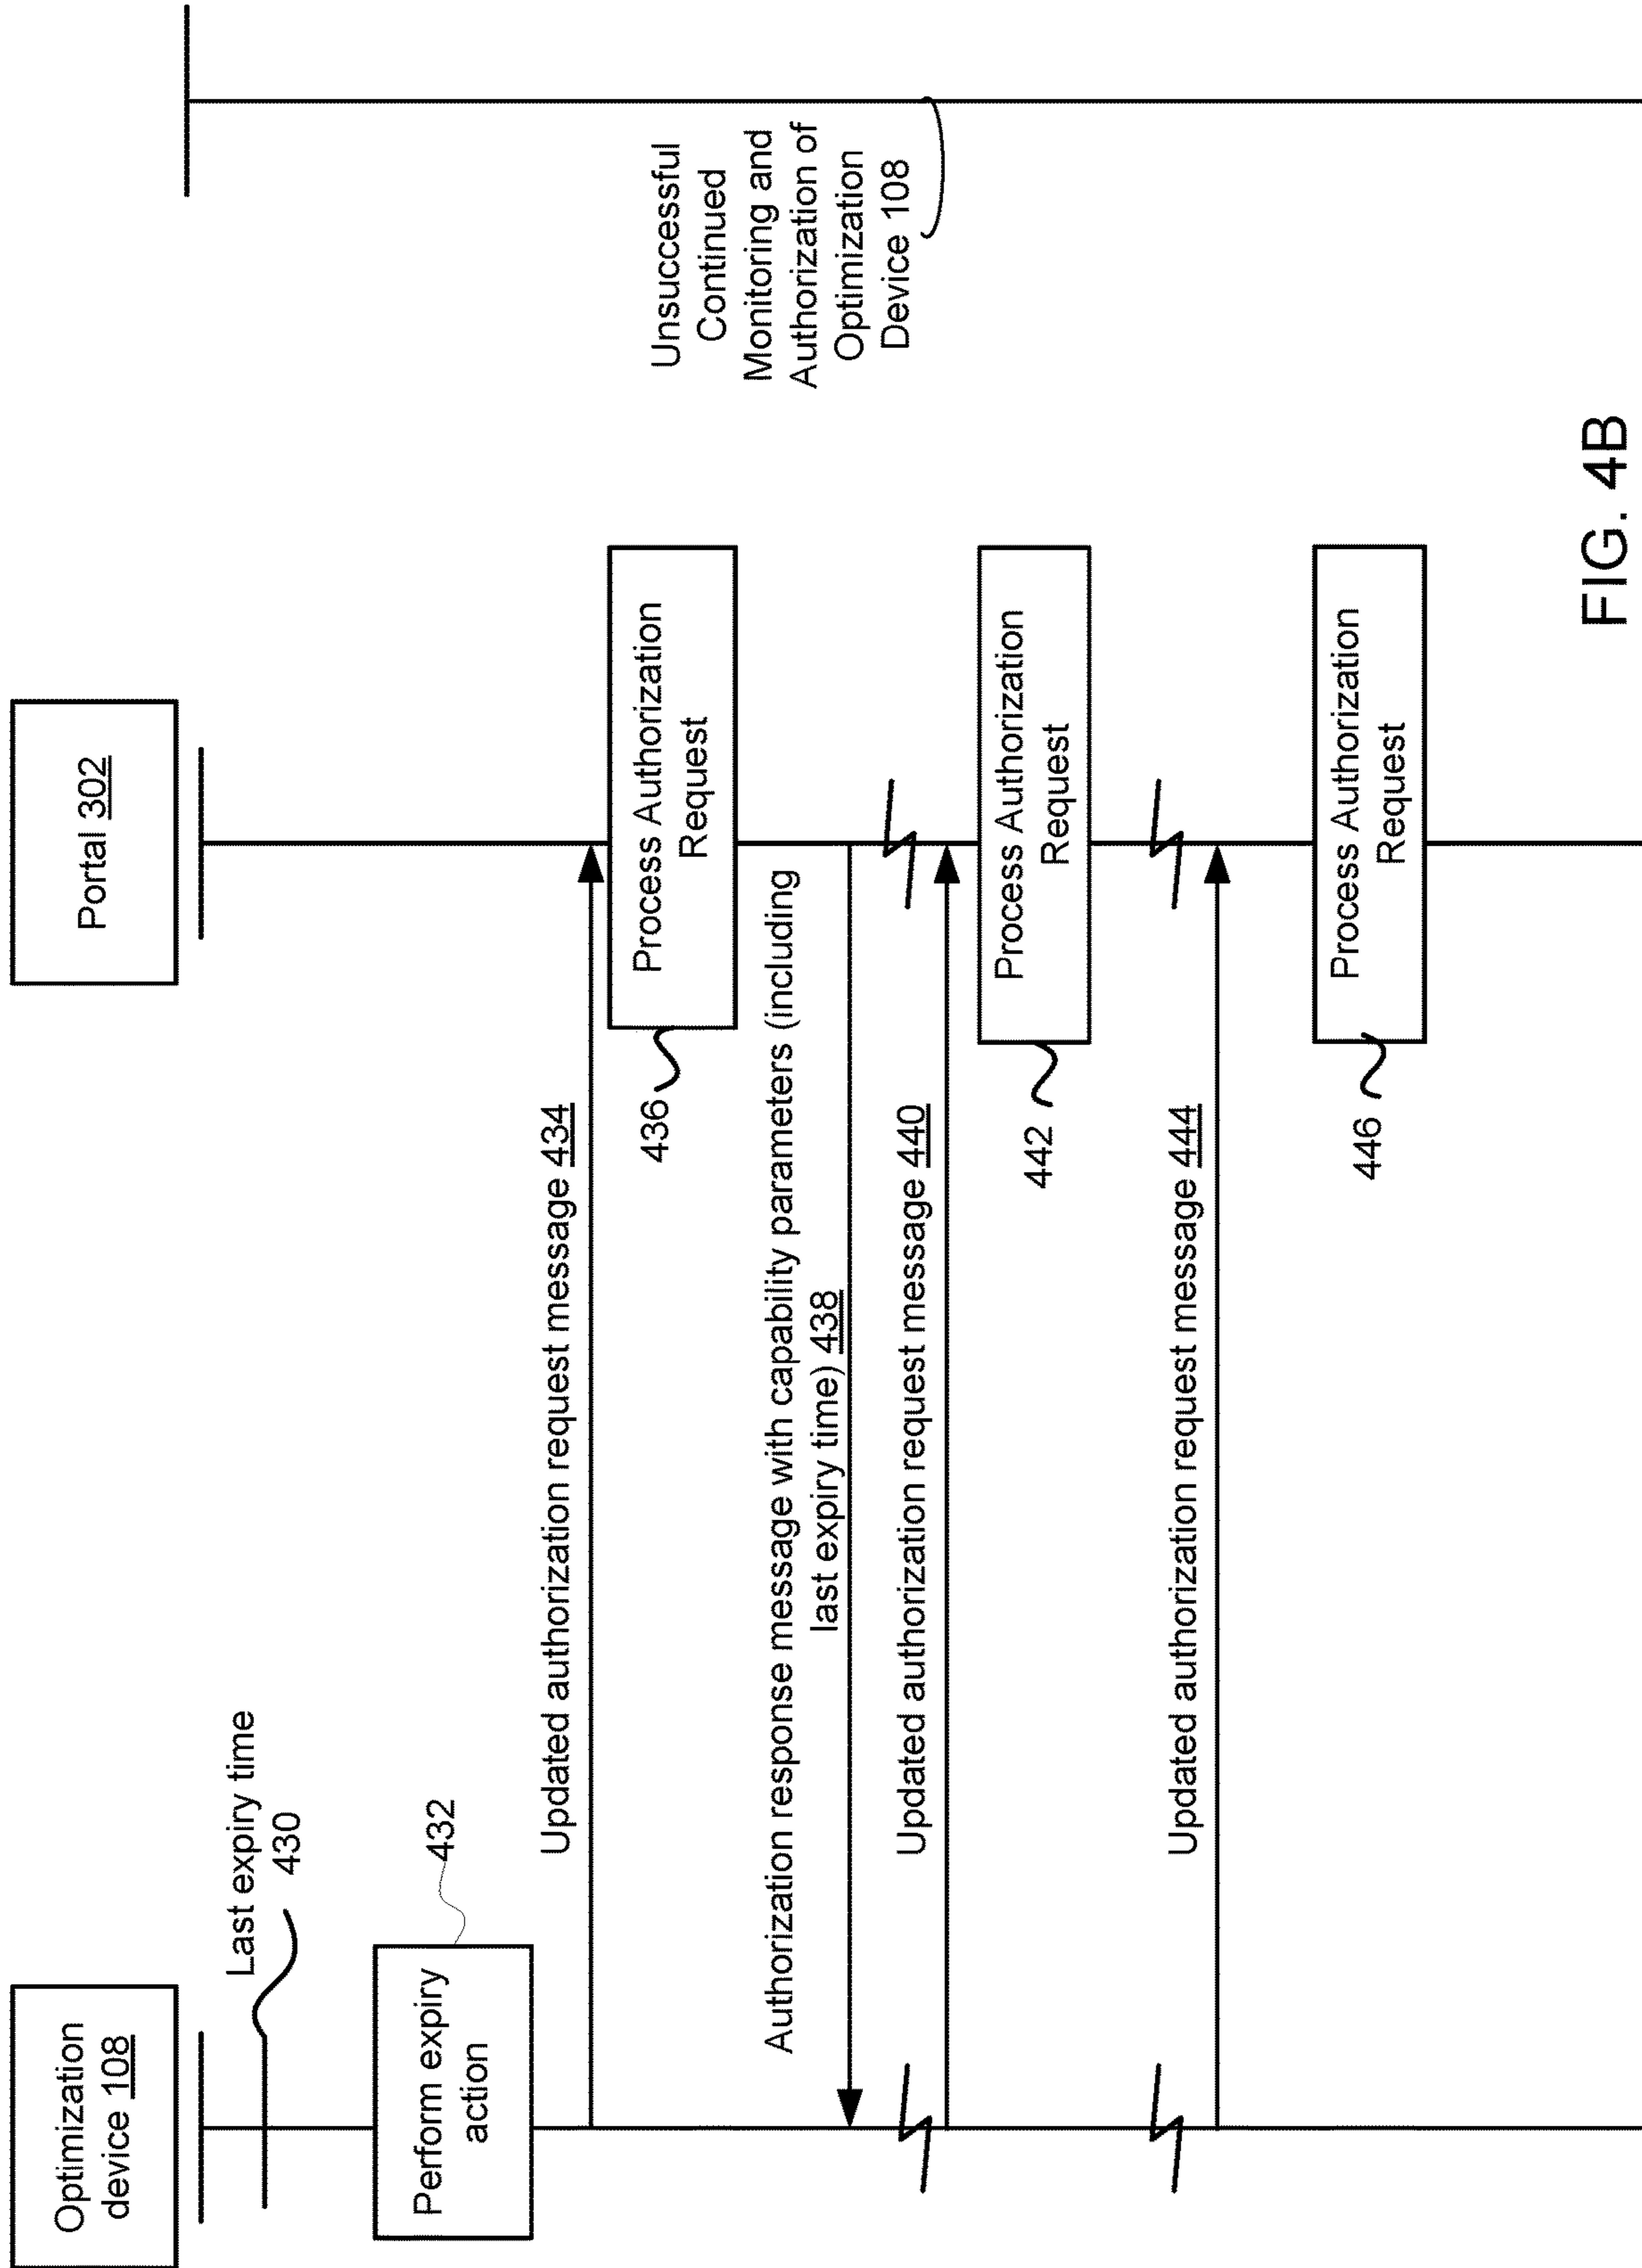 Optimization
device 108
Portal 302
Last expiry time
430
Perform expiry
action
432
Updated authorization request message 434
Process Authorization
Request
436
Authorization response message with capability parameters (including
last expiry time) 438
Updated authorization request message 440
Process Authorization
Request
442
Updated authorization request message 444
Process Authorization
Request
446
Unsuccessful
Continued
Monitoring and
Authorization of
Optimization
Device 108
FIG. 4B